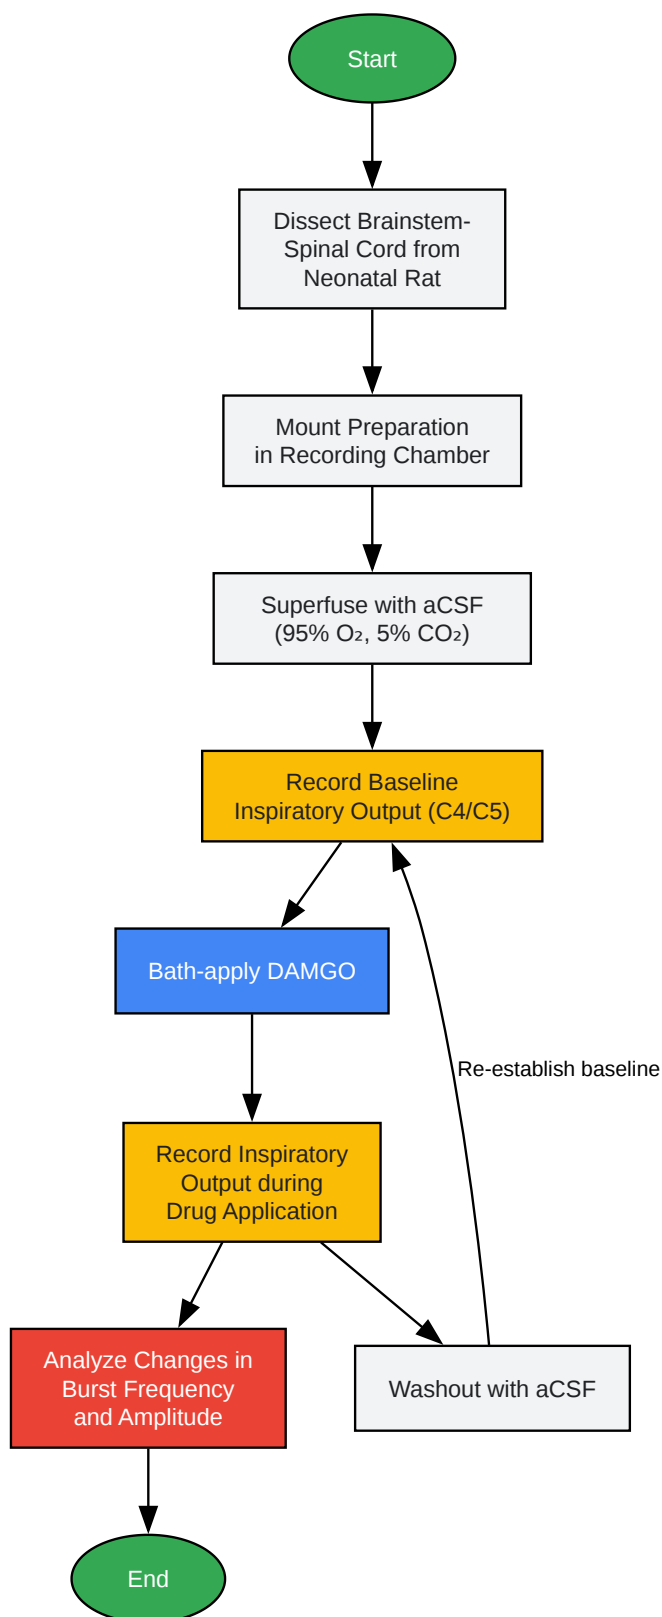 Start
Dissect Brainstem-
Spinal Cord from
Neonatal Rat
Mount Preparation
in Recording Chamber
Superfuse with aCSF
(95% O₂, 5% CO₂)
Record Baseline
Inspiratory Output (C4/C5)
Bath-apply DAMGO
Re-establish baseline
Record Inspiratory
Output during
Drug Application
Analyze Changes in
Burst Frequency
and Amplitude
Washout with aCSF
End